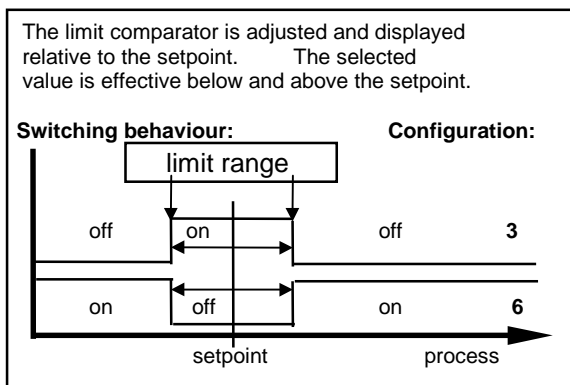 The limit comparator is adjusted and displayed
relative to the setpoint. The selected
value is effective below and above the setpoint.
Switching behaviour: Configuration:
limit range
off on off 3
on off on 6
setpoint process